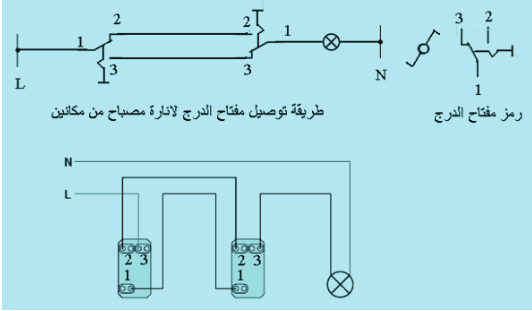 2 2 1 3 2
1 3 3 1
L N
طريقة توصيل مفتاح الدرج لانارة مصباح من مكانين
رمز مفتاح الدرج
N
L
2 3 2 3
1 1